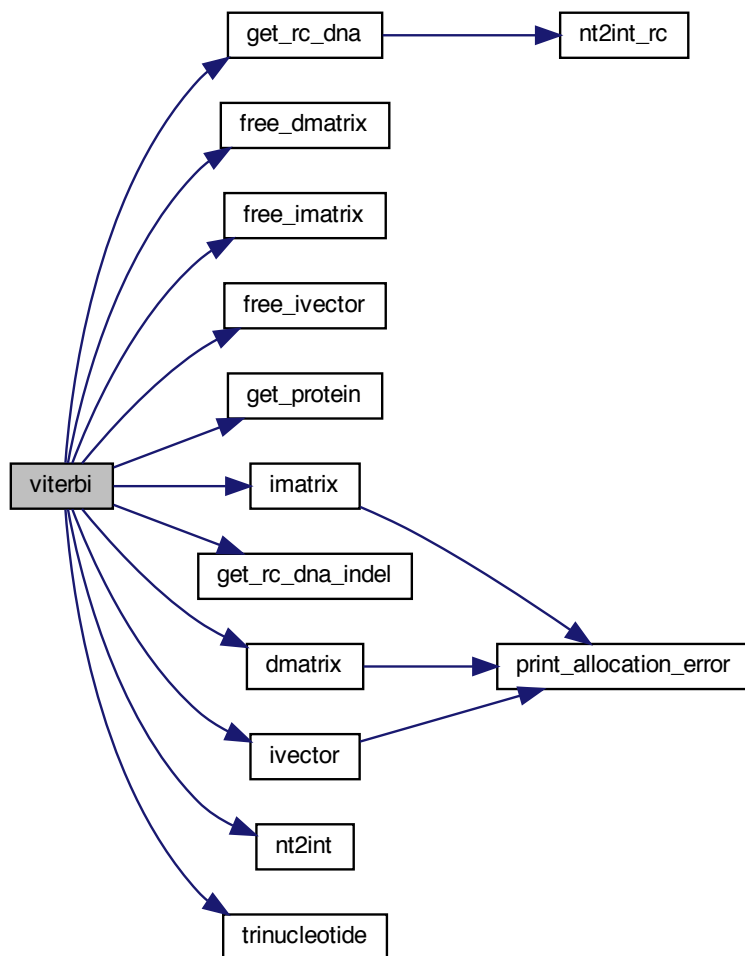 get_rc_dna
nt2int_rc
free_dmatrix
free_imatrix
free_ivector
get_protein
viterbi
imatrix
get_rc_dna_indel
dmatrix
print_allocation_error
ivector
nt2int
trinucleotide